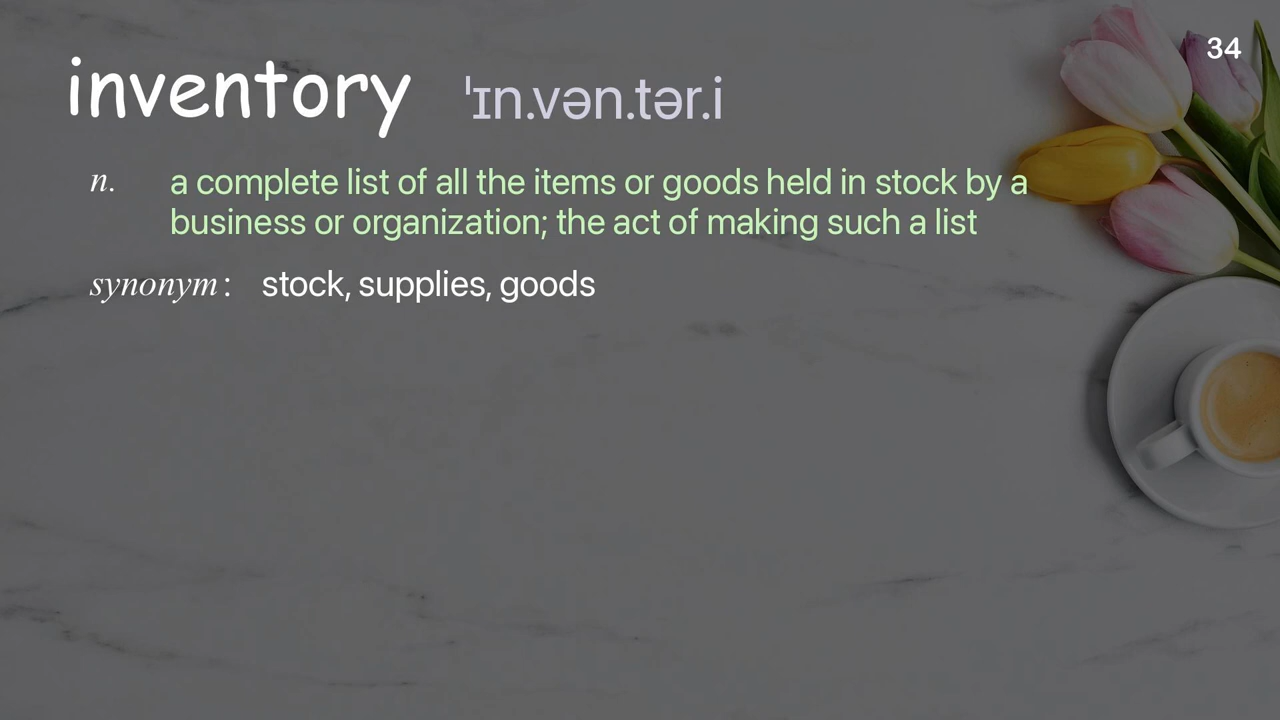 34
inventory ˈɪn.vən.tər.i
n. a complete list of all the items or goods held in stock by a
business or organization; the act of making such a list
synonym: stock, supplies, goods